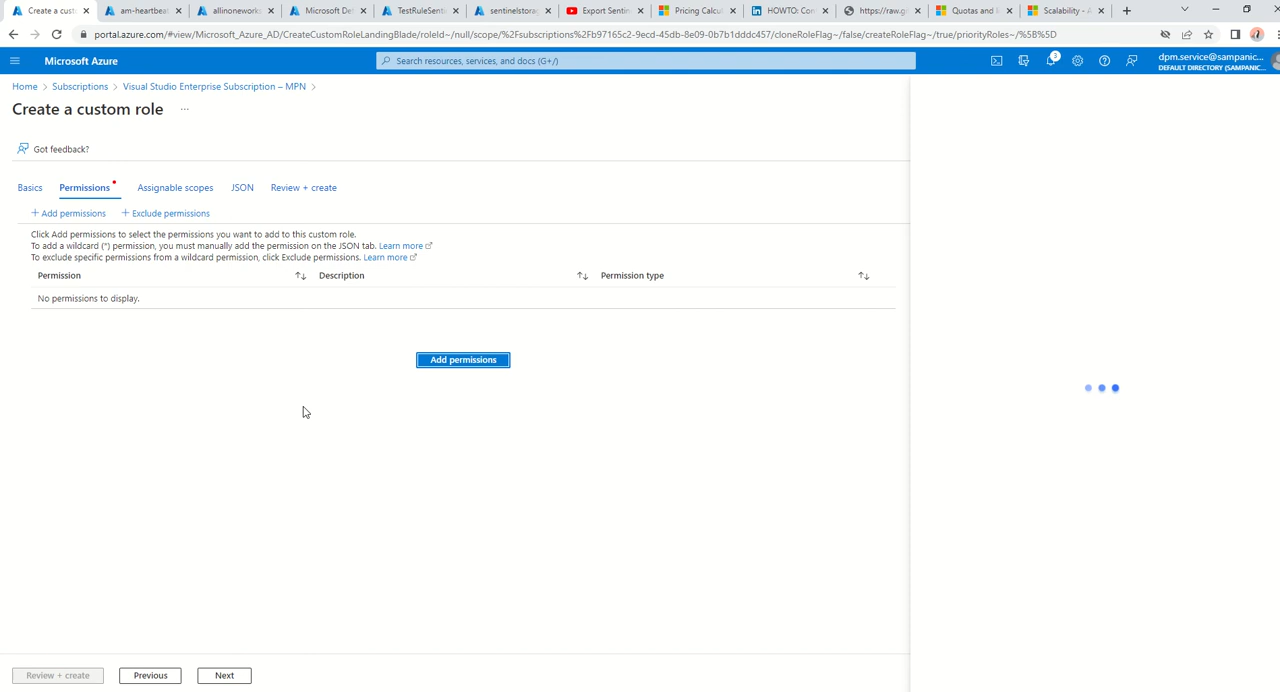 Create a cust
am-heartbea
allinonework
Microsoft De
TestRuleSenti
sentinelstora
Export Sentin
Pricing Calcu
HOWTO: Con
https://raw.g
Quotas and
Scalability - A
portal.azure.com/#view/Microsoft_Azure_AD/CreateCustomRoleLandingBlade/roleId~/null/scope/%2Fsubscriptions%2Fb97165c2-9ecd-45db-8e09-0b7b1dddc457/cloneRoleFlag~/false/createRoleFlag~/true/priorityRoles~/%5B%5D
Microsoft Azure
Search resources, services, and docs (G+/)
3
dpm.service@sampanic...
DEFAULT DIRECTORY (SAMPANIC...
Home > Subscriptions > Visual Studio Enterprise Subscription – MPN >
Create a custom role ...
Got feedback?
Basics Permissions Assignable scopes JSON Review + create
+ Add permissions + Exclude permissions
Click Add permissions to select the permissions you want to add to this custom role.
To add a wildcard (*) permission, you must manually add the permission on the JSON tab. Learn more
To exclude specific permissions from a wildcard permission, click Exclude permissions. Learn more
Permission ↑↓ Description ↑↓ Permission type ↑↓
No permissions to display.
Add permissions
Review + create Previous Next